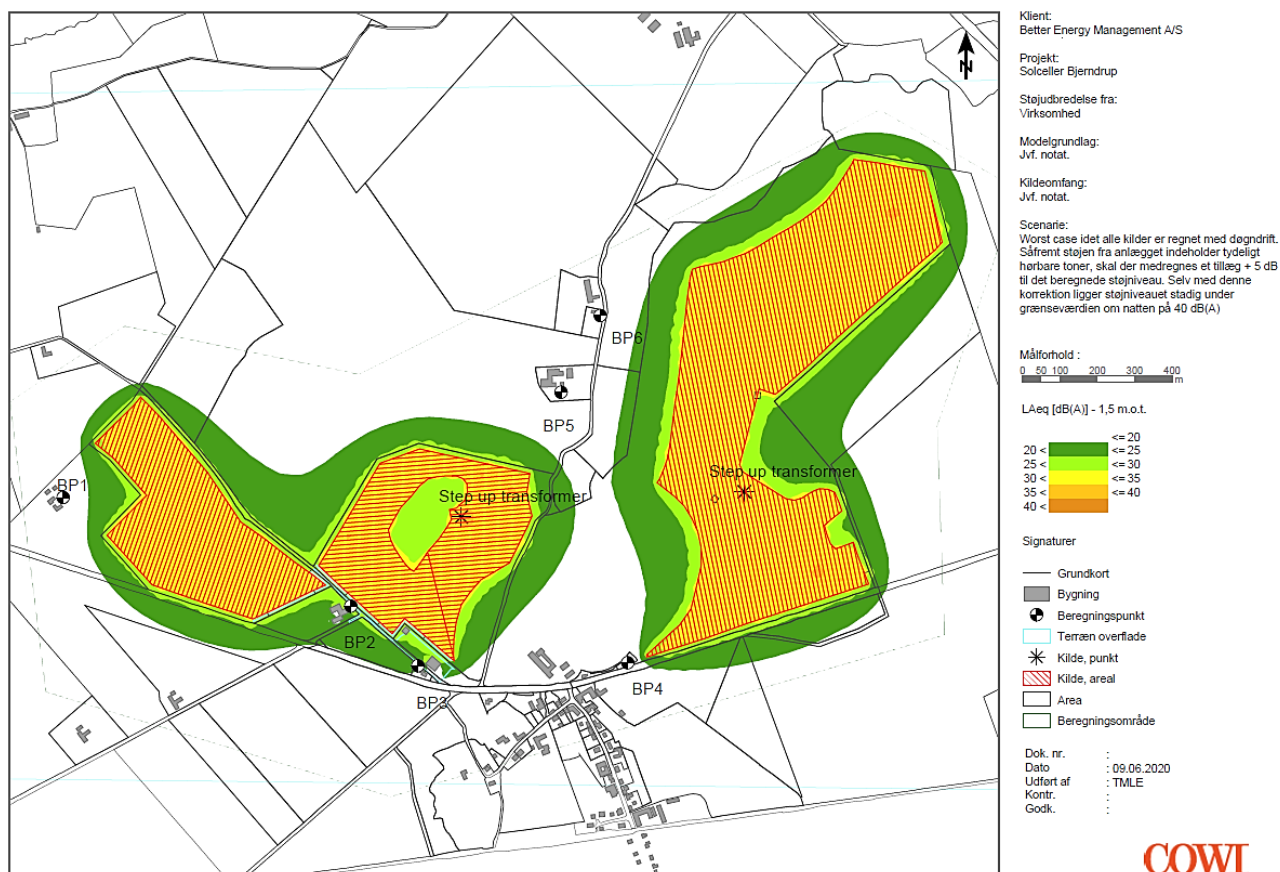 Klient:
Better Energy Management A/S
Projekt:
Solceller Bjerndrup
Støjudbredelse fra:
Virksomhed
Modelgrundlag:
Jvf. notat.
Kildeomfang:
Jvf. notat.
Scenarie:
Worst case idet alle kilder er regnet med døgndrift.
Såfremt støjen fra anlægget indeholder tydeligt
hørbare toner, skal der medregnes et tillæg + 5 dB
til det beregnede støjniveau. Selv med denne
korrektion ligger støjniveauet stadig under
grænseværdien om natten på 40 dB(A)
Målforhold :
0 50 100 200 300 400
m
LAeq [dB(A)] - 1,5 m.o.t.
<= 20
20 < <= 25
25 < <= 30
30 < <= 35
35 < <= 40
40 <
Signaturer
Grundkort
Bygning
Beregningspunkt
Terræn overflade
Kilde, punkt
Kilde, areal
Area
Beregningsområde
Dok. nr. :
Dato : 09.06.2020
Udført af : TMLE
Kontr. :
Godk. :
COWI
N
BP6
BP5
Step up transformer
BP1
Step up transformer
BP2
BP4
BP3